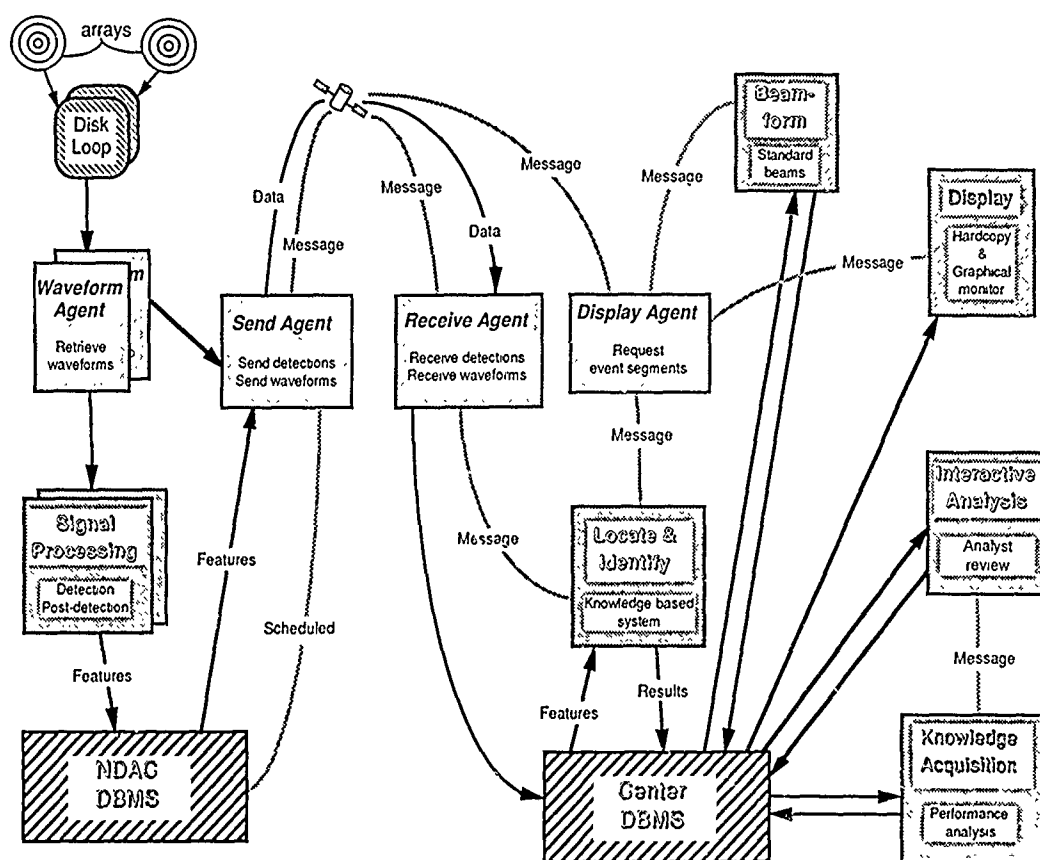 arrays
Disk
Loop
Data
Message
Message
Data
Message
Message
Beam-
form
Standard
beams
Message
Display
Hardcopy
&
Graphical
monitor
m
Waveform
Agent
Retrieve
waveforms
Send Agent
Send detections
Send waveforms
Receive Agent
Receive detections
Receive waveforms
Display Agent
Request
event segments
Message
Interactive
Analysis
Analyst
review
Signal
Processing
Detection
Post-detection
Features
Scheduled
Message
Locate &
Identify
Knowledge based
system
Message
Features
Features
Results
NDAC
DBMS
Center
DBMS
Knowledge
Acquisition
Performance
analysis